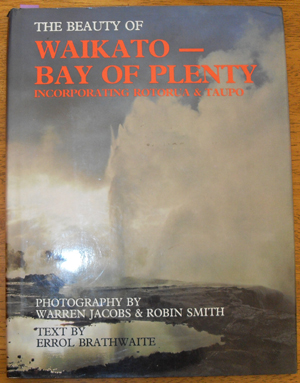 THE BEAUTY OF
WAIKATO —
BAY OF PLENTY
INCORPORATING ROTORUA & TAUPO
PHOTOGRAPHY BY
WARREN JACOBS & ROBIN SMITH
TEXT BY
ERROL BRATHWAITE